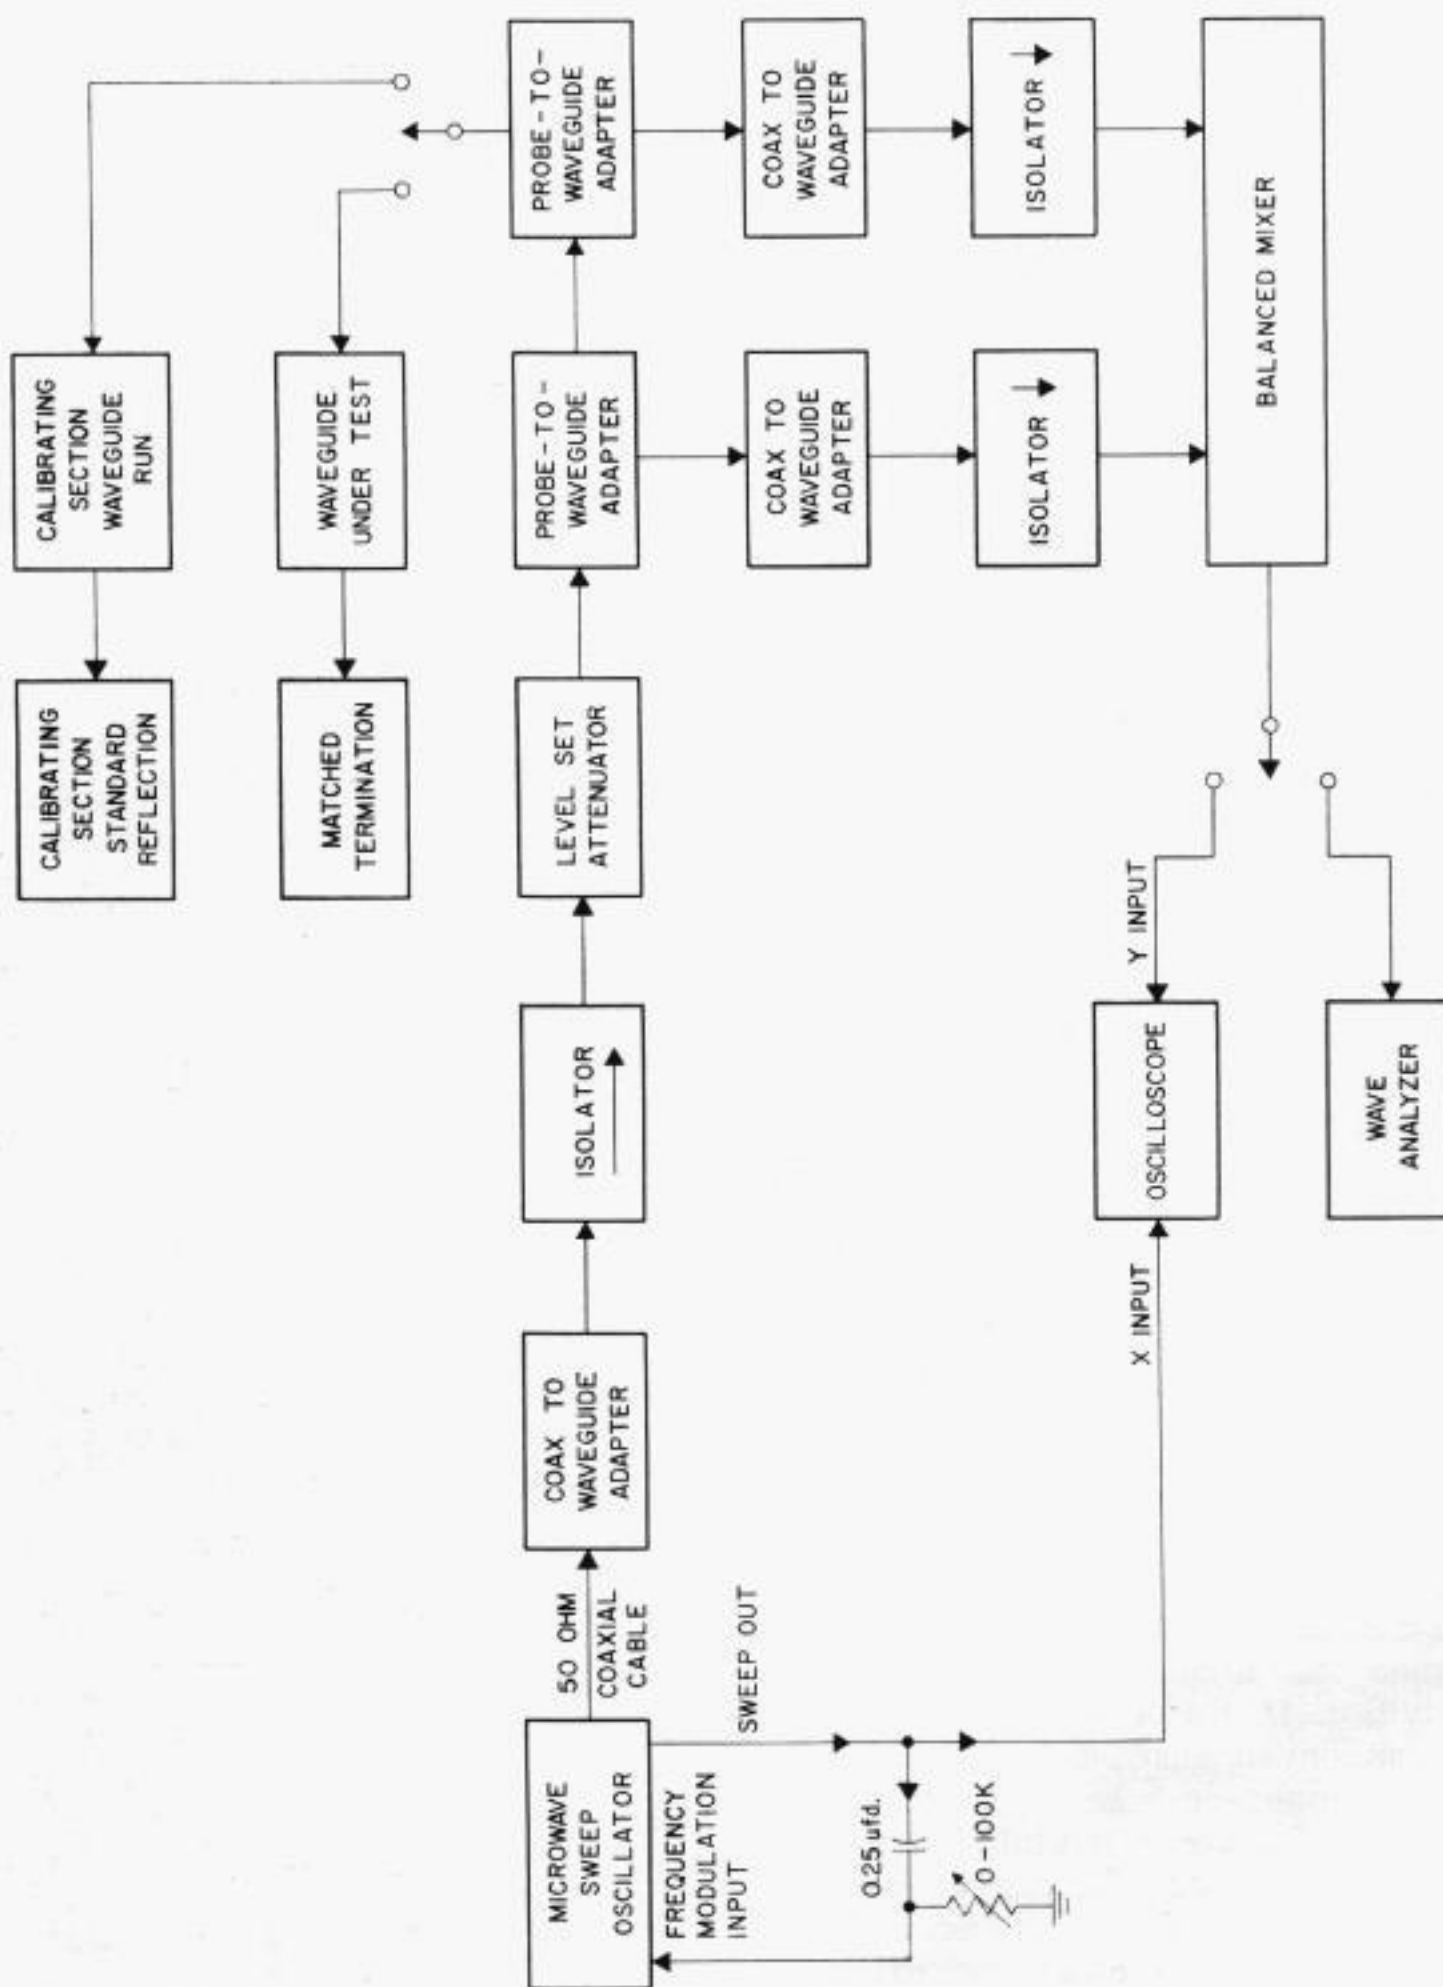 MICROWAVE
SWEEP
OSCILLATOR
50 OHM
COAXIAL
CABLE
COAX TO
WAVEGUIDE
ADAPTER
ISOLATOR
LEVEL SET
ATTENUATOR
PROBE-TO-
WAVEGUIDE
ADAPTER
PROBE-TO-
WAVEGUIDE
ADAPTER
CALIBRATING
SECTION
STANDARD
REFLECTION
CALIBRATING
SECTION
WAVEGUIDE
RUN
MATCHED
TERMINATION
WAVEGUIDE
UNDER TEST
COAX TO
WAVEGUIDE
ADAPTER
COAX TO
WAVEGUIDE
ADAPTER
ISOLATOR
ISOLATOR
BALANCED MIXER
FREQUENCY
MODULATION
INPUT
SWEEP OUT
0.25 ufd.
0-100K
X INPUT
OSCILLOSCOPE
Y INPUT
WAVE
ANALYZER